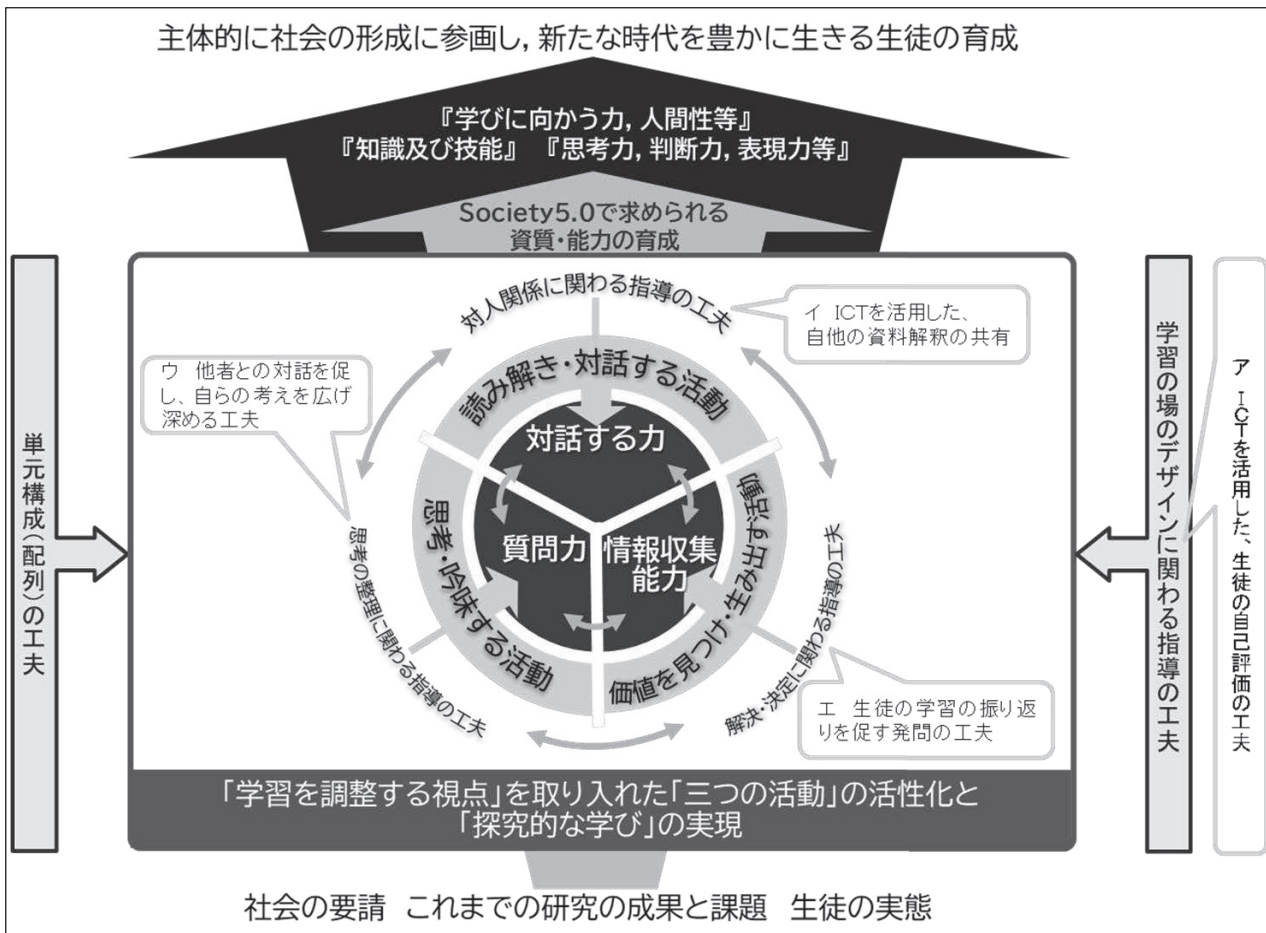 主体的に社会の形成に参画し,新たな時代を豊かに生きる生徒の育成
『学びに向かう力,人間性等』
『知識及び技能』 『思考力,判断力,表現力等』
Society5.0で求められる
資質・能力の育成
単元構成(配列)の工夫
対人関係に関わる指導の工夫
イ ICTを活用した、
自他の資料解釈の共有
ウ 他者との対話を促
し、自らの考えを広げ
深める工夫
読み解き・対話する活動
対話する力
質問力
情報収集
能力
思考・吟味する活動
価値を見つけ・生み出す活動
思考の整理に関わる指導の工夫
解決・決定に関わる指導の工夫
エ 生徒の学習の振り返
りを促す発問の工夫
学習の場のデザインに関わる指導の工夫
ア ICTを活用した、生徒の自己評価の工夫
「学習を調整する視点」を取り入れた「三つの活動」の活性化と
「探究的な学び」の実現
社会の要請 これまでの研究の成果と課題 生徒の実態